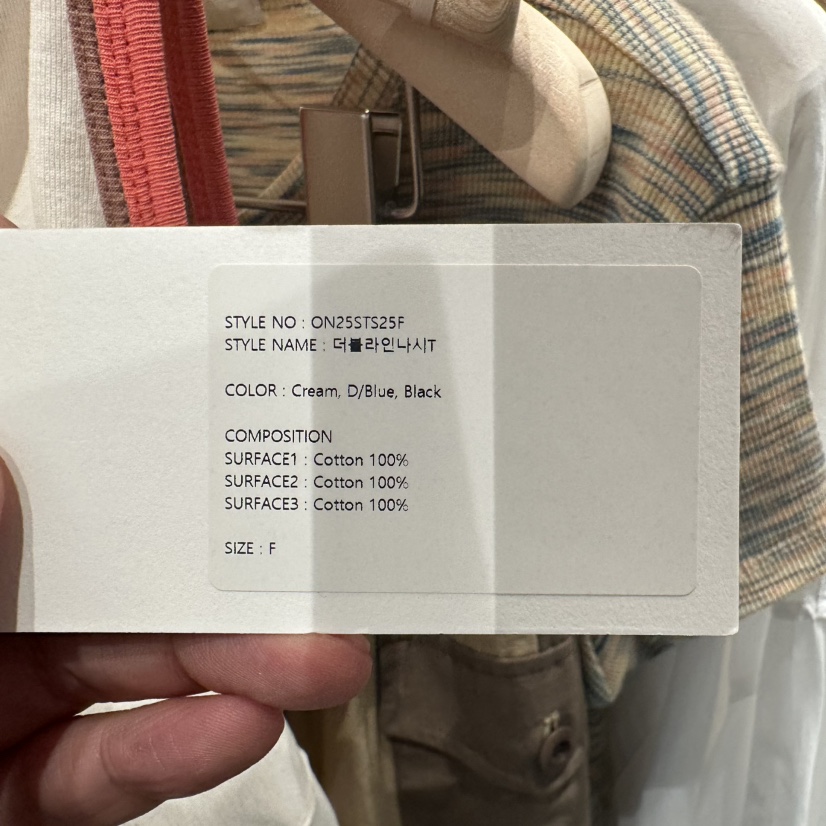 STYLE NO : ON25STS25F
STYLE NAME : 더블라인나시T
COLOR : Cream, D/Blue, Black
COMPOSITION
SURFACE1 : Cotton 100%
SURFACE2 : Cotton 100%
SURFACE3 : Cotton 100%
SIZE : F